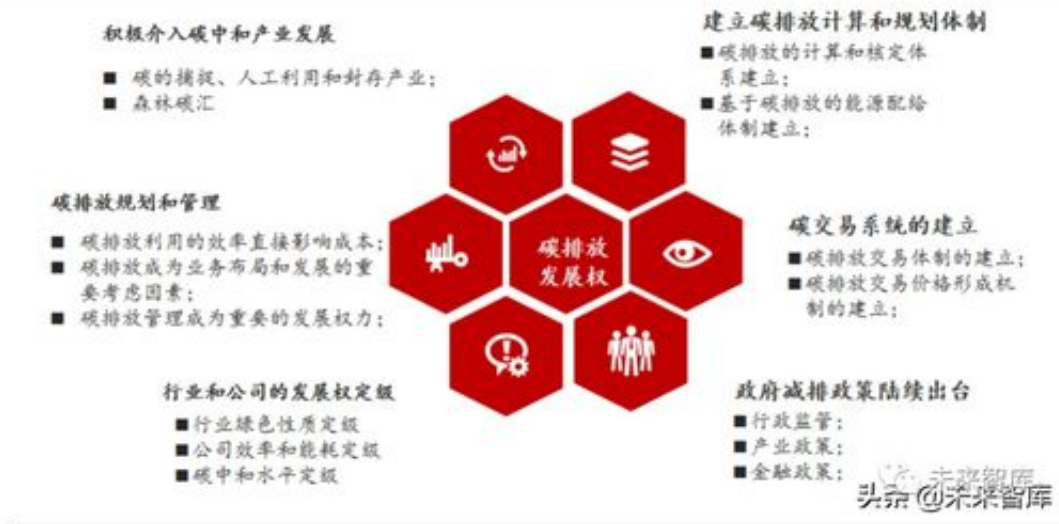 积极介入碳中和产业发展
■ 碳的捕捉、人工利用和封存产业；
■ 森林碳汇
建立碳排放计算和规划体制
■碳排放的计算和核定体
系建立；
■基于碳排放的能源配给
体制建立；
碳排放规划和管理
■ 碳排放利用的效率直接影响成本；
■ 碳排放成为业务布局和发展的重
要考虑因素；
■ 碳排放管理成为重要的发展权力；
碳排放
发展权
碳交易系统的建立
■碳排放交易体制的建立；
■碳排放交易价格形成机
制的建立；
行业和公司的发展权定级
■行业绿色性质定级
■公司效率和能耗定级
■碳中和水平定级
政府减排政策陆续出台
■行政监管；
■产业政策；
■金融政策；
未来智库
头条 @未来智库